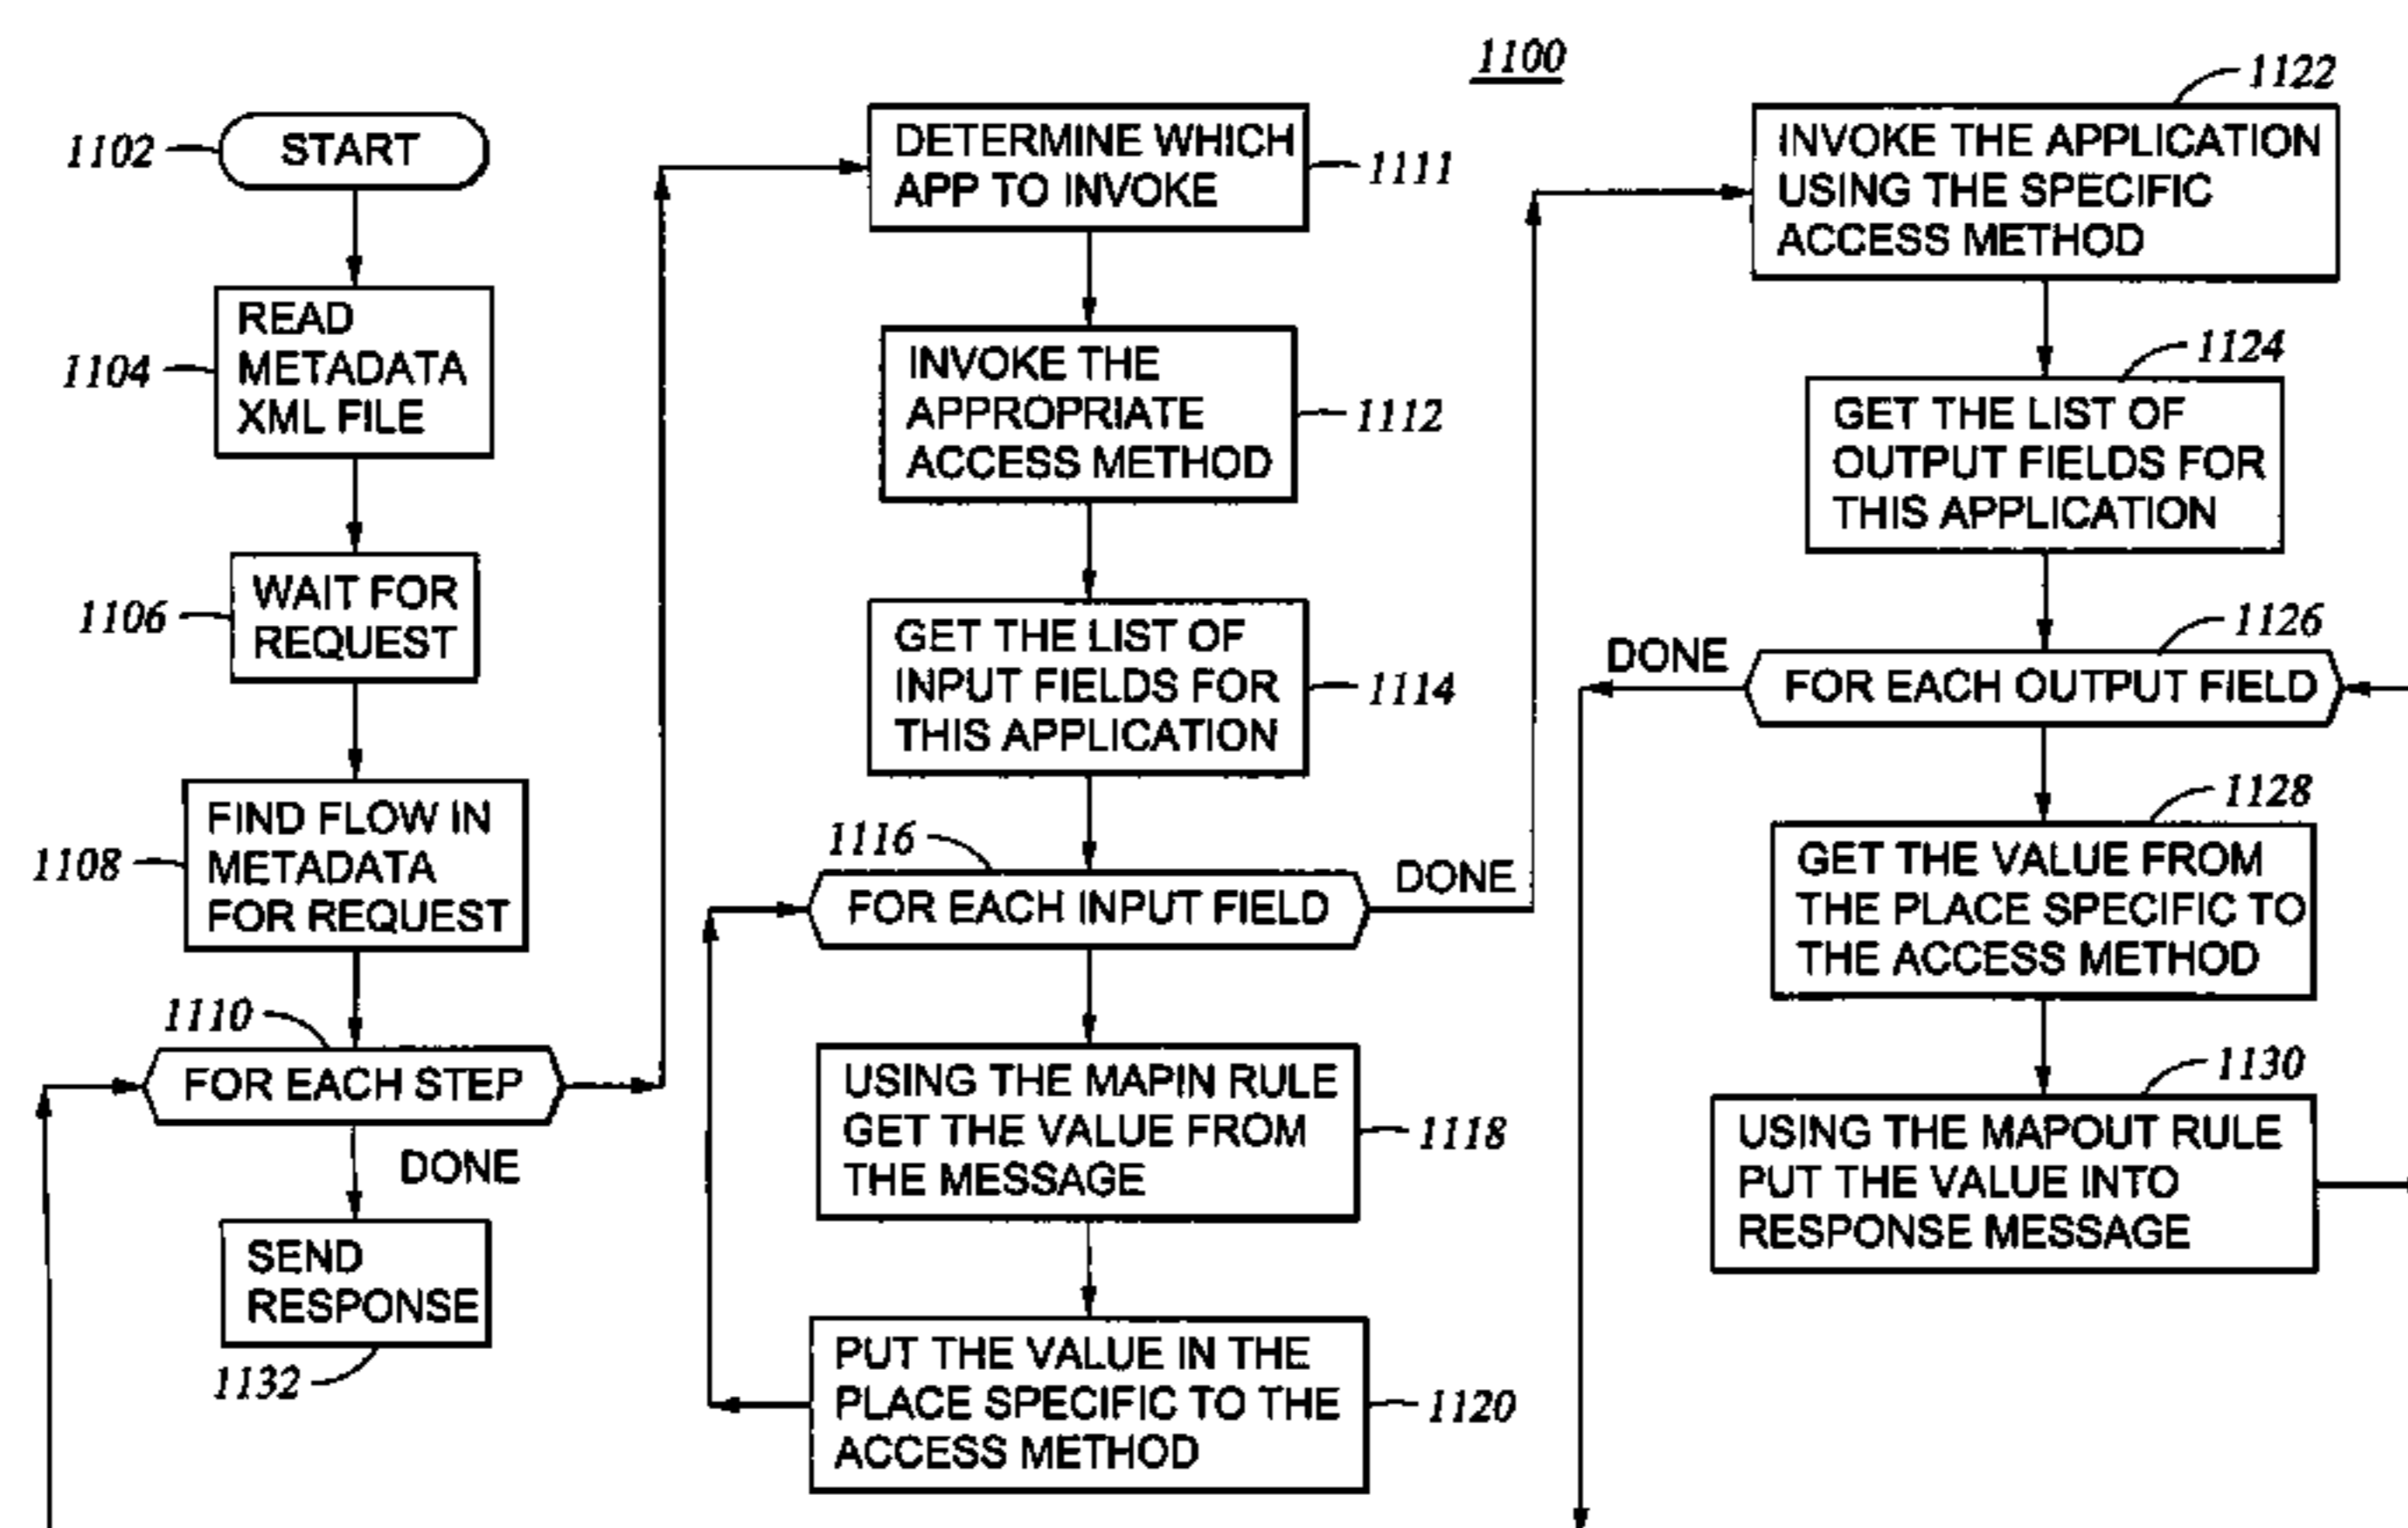 1100
1102
START
1104
READ
METADATA
XML FILE
1106
WAIT FOR
REQUEST
1108
FIND FLOW IN
METADATA
FOR REQUEST
1110
FOR EACH STEP
DONE
SEND
RESPONSE
1132
DETERMINE WHICH
APP TO INVOKE
1111
INVOKE THE
APPROPRIATE
ACCESS METHOD
1112
GET THE LIST OF
INPUT FIELDS FOR
THIS APPLICATION
1114
1116
FOR EACH INPUT FIELD
DONE
USING THE MAPIN RULE
GET THE VALUE FROM
THE MESSAGE
1118
PUT THE VALUE IN THE
PLACE SPECIFIC TO THE
ACCESS METHOD
1120
1122
INVOKE THE APPLICATION
USING THE SPECIFIC
ACCESS METHOD
1124
GET THE LIST OF
OUTPUT FIELDS FOR
THIS APPLICATION
1126
DONE
FOR EACH OUTPUT FIELD
1128
GET THE VALUE FROM
THE PLACE SPECIFIC TO
THE ACCESS METHOD
1130
USING THE MAPOUT RULE
PUT THE VALUE INTO
RESPONSE MESSAGE